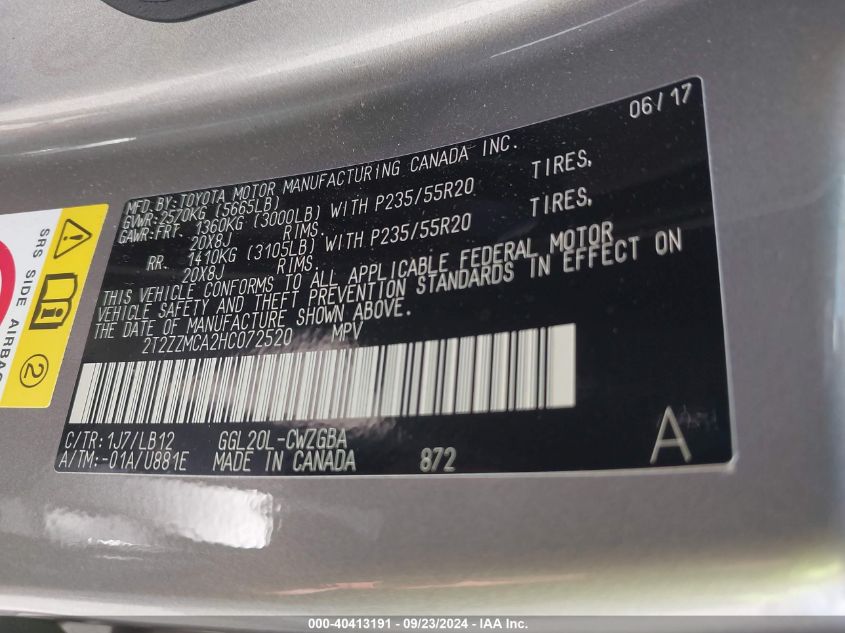 06/17
MFD.BY:TOYOTA MOTOR MANUFACTURING CANADA INC.
GVWR:2570KG (5665LB)
GAWR:FRT. 1360KG (3000LB) WITH P235/55R20 TIRES,
20X8J RIMS.
RR. 1410KG (3105LB) WITH P235/55R20 TIRES,
20X8J RIMS.
THIS VEHICLE CONFORMS TO ALL APPLICABLE FEDERAL MOTOR
VEHICLE SAFETY AND THEFT PREVENTION STANDARDS IN EFFECT ON
THE DATE OF MANUFACTURE SHOWN ABOVE.
2T2ZZMCA2HC072520 MPV
C/TR:1J7/LB12 GGL20L-CWZGBA
A/TM:-01A/U881E MADE IN CANADA 872
A
SRS SIDE AIRBAG
2
000-40413191 - 09/23/2024 - IAA Inc.